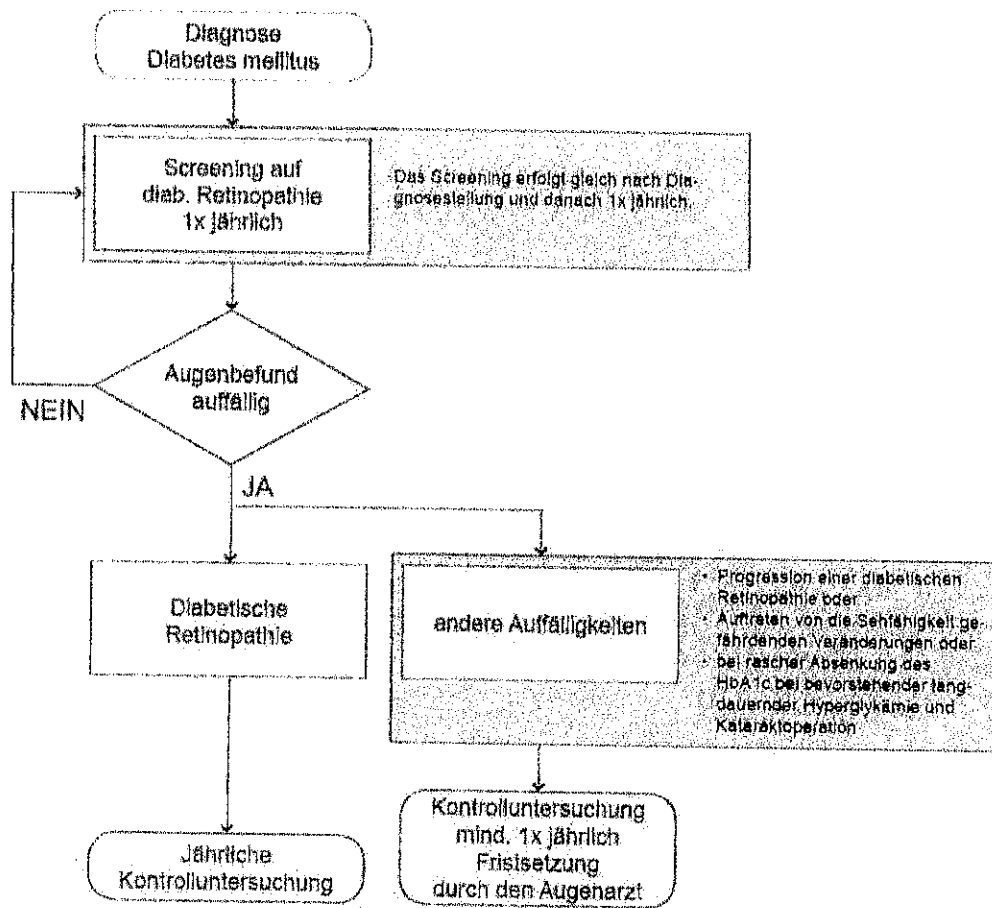 Diagnose
Diabetes mellitus
Screening auf
diab. Retinopathie
1x jährlich
Das Screening erfolgt gleich nach Dia-
gnosestellung und danach 1x jährlich.
Augenbefund
auffällig
NEIN
JA
Diabetische
Retinopathie
andere Auffälligkeiten
· Progression einer diabetischen
Retinopathie oder
· Auftreten von die Sehfähigkeit ge-
fährdenden Veränderungen oder
· bei rascher Absenkung des
HbA1c bei bevorstehender lang-
dauernder Hyperglykämie und
Kataraktoperation
Jährliche
Kontrolluntersuchung
Kontrolluntersuchung
mind. 1x jährlich
Fristsetzung
durch den Augenarzt